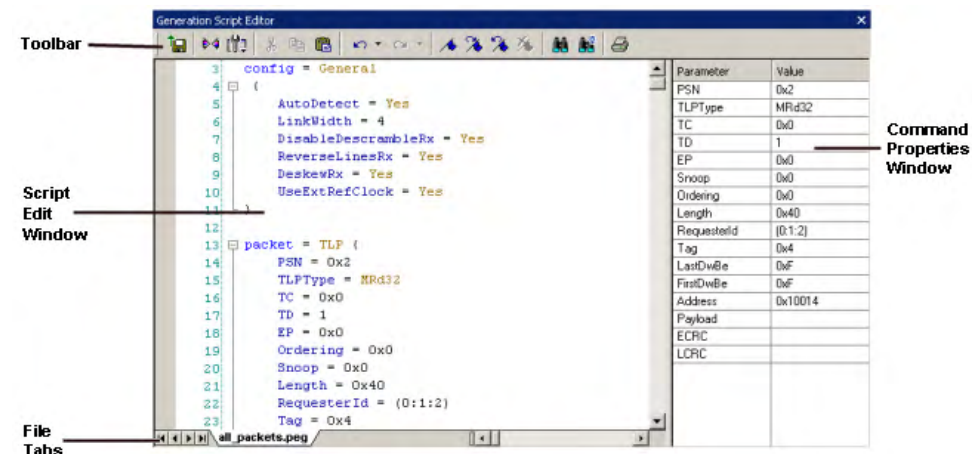 Generation Script Editor
Toolbar
3 config = General
4 {
5 AutoDetect = Yes
6 LinkWidth = 4
7 DisableDescrambleRx = Yes
8 ReverseLinesRx = Yes
9 DeskewRx = Yes
10 UseExtRefClock = Yes
11 }
12
13 packet = TLP {
14 PSN = 0x2
15 TLPType = MRd32
16 TC = 0x0
17 TD = 1
18 EP = 0x0
19 Ordering = 0x0
20 Snoop = 0x0
21 Length = 0x40
22 RequesterId = (0:1:2)
23 Tag = 0x4
all_packets.peg
Script
Edit
Window
File
Tabs
Parameter Value
PSN 0x2
TLPType MRd32
TC 0x0
TD 1
EP 0x0
Snoop 0x0
Ordering 0x0
Length 0x40
RequesterId (0:1:2)
Tag 0x4
LastDwBe 0xF
FirstDwBe 0xF
Address 0x10014
Payload
ECRC
LCRC
Command
Properties
Window